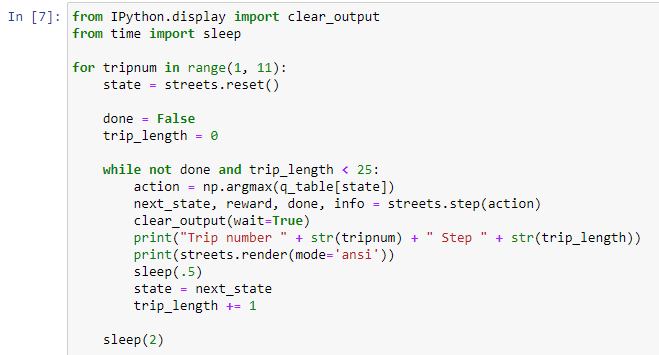 In [7]: from IPython.display import clear_output
from time import sleep

for tripnum in range(1, 11):
    state = streets.reset()

    done = False
    trip_length = 0

    while not done and trip_length < 25:
        action = np.argmax(q_table[state])
        next_state, reward, done, info = streets.step(action)
        clear_output(wait=True)
        print("Trip number " + str(tripnum) + " Step " + str(trip_length))
        print(streets.render(mode='ansi'))
        sleep(.5)
        state = next_state
        trip_length += 1

    sleep(2)